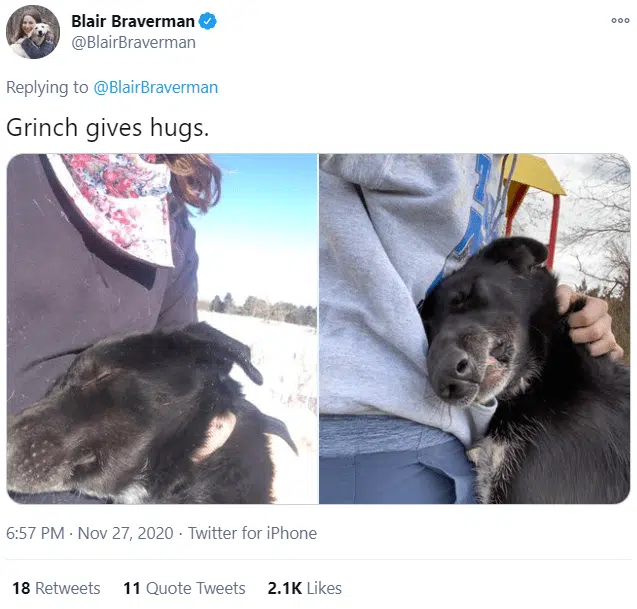 Blair Braverman
@BlairBraverman
Replying to @BlairBraverman
Grinch gives hugs.
6:57 PM · Nov 27, 2020 · Twitter for iPhone
18 Retweets 11 Quote Tweets 2.1K Likes